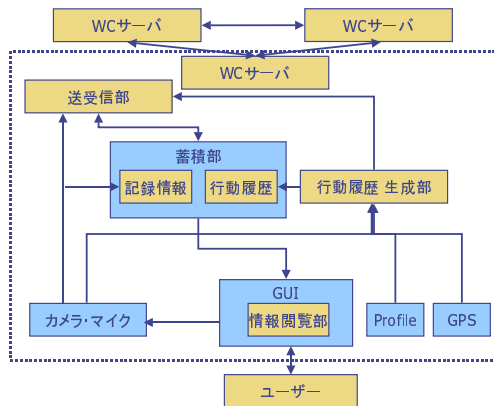 WCサーバ
WCサーバ
WCサーバ
送受信部
蓄積部
記録情報
行動履歴
行動履歴 生成部
GUI
カメラ・マイク
情報閲覧部
Profile
GPS
ユーザー